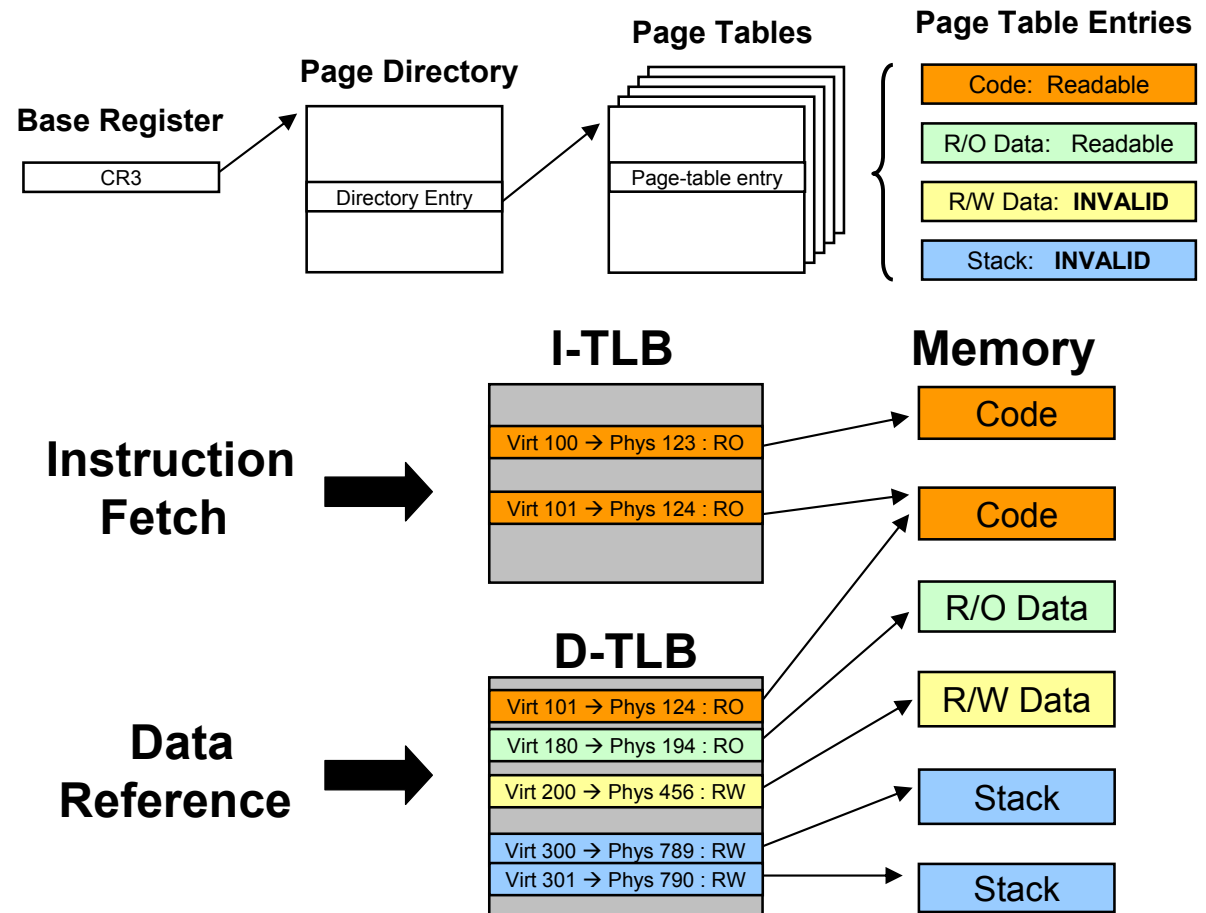 Base Register
CR3
Page Directory
Directory Entry
Page Tables
Page-table entry
Page Table Entries
Code: Readable
R/O Data: Readable
R/W Data: INVALID
Stack: INVALID
I-TLB
Memory
Instruction
Fetch
Virt 100 → Phys 123 : RO
Virt 101 → Phys 124 : RO
Code
Code
R/O Data
R/W Data
Stack
Stack
D-TLB
Data
Reference
Virt 101 → Phys 124 : RO
Virt 180 → Phys 194 : RO
Virt 200 → Phys 456 : RW
Virt 300 → Phys 789 : RW
Virt 301 → Phys 790 : RW